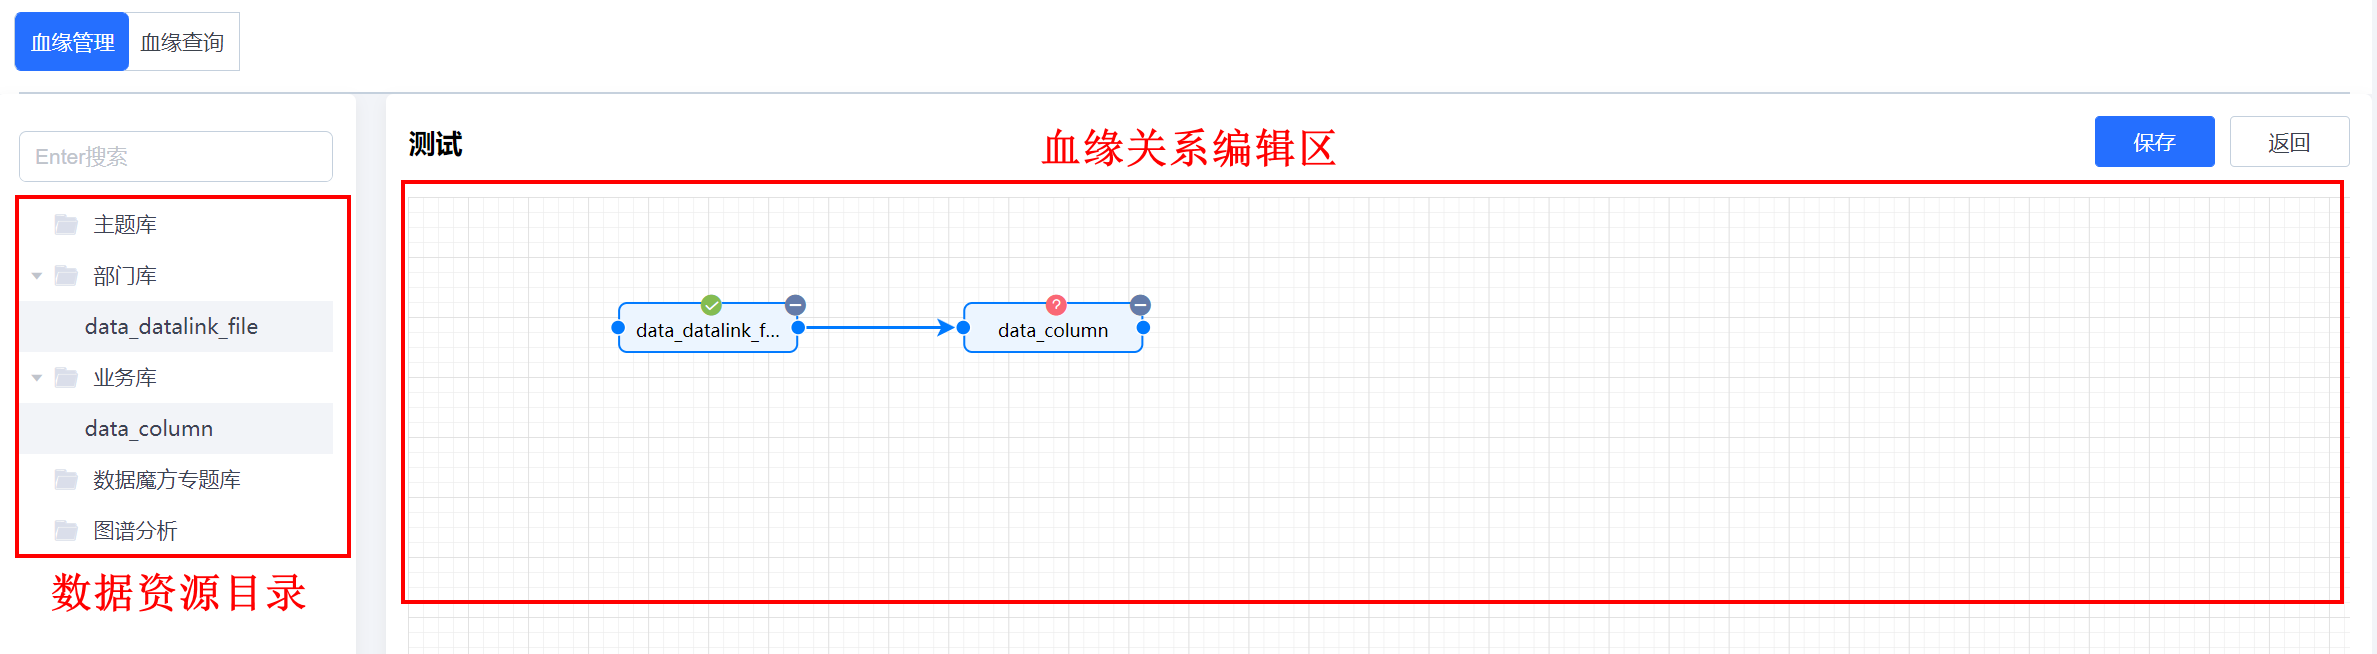 血缘管理 血缘查询
Enter搜索
主题库
部门库
data_datalink_file
业务库
data_column
数据魔方专题库
图谱分析
数据资源目录
测试
血缘关系编辑区
保存 返回
data_datalink_f...
?
data_column